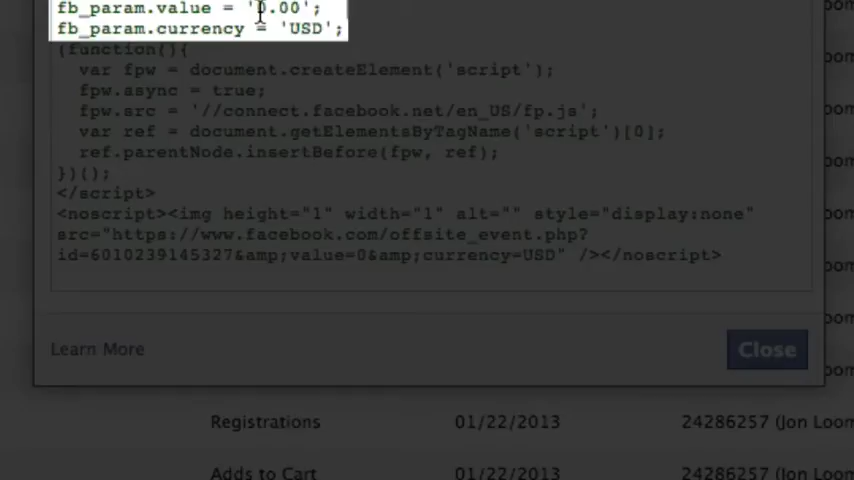 fb_param.value = '0.00';
fb_param.currency = 'USD';
(function(){
var fpw = document.createElement('script');
fpw.async = true;
fpw.src = '//connect.facebook.net/en_US/fp.js';
var ref = document.getElementsByTagName('script')[0];
ref.parentNode.insertBefore(fpw, ref);
})();
</script>
<noscript><img height="1" width="1" alt="" style="display:none"
src="https://www.facebook.com/offsite_event.php?
id=6010239145327&amp;value=0&amp;currency=USD" /></noscript>
Learn More
Close
Registrations 01/22/2013 24286257 (Jon Loom
Adds to Cart 01/22/2013 24286257 (Jon Loom